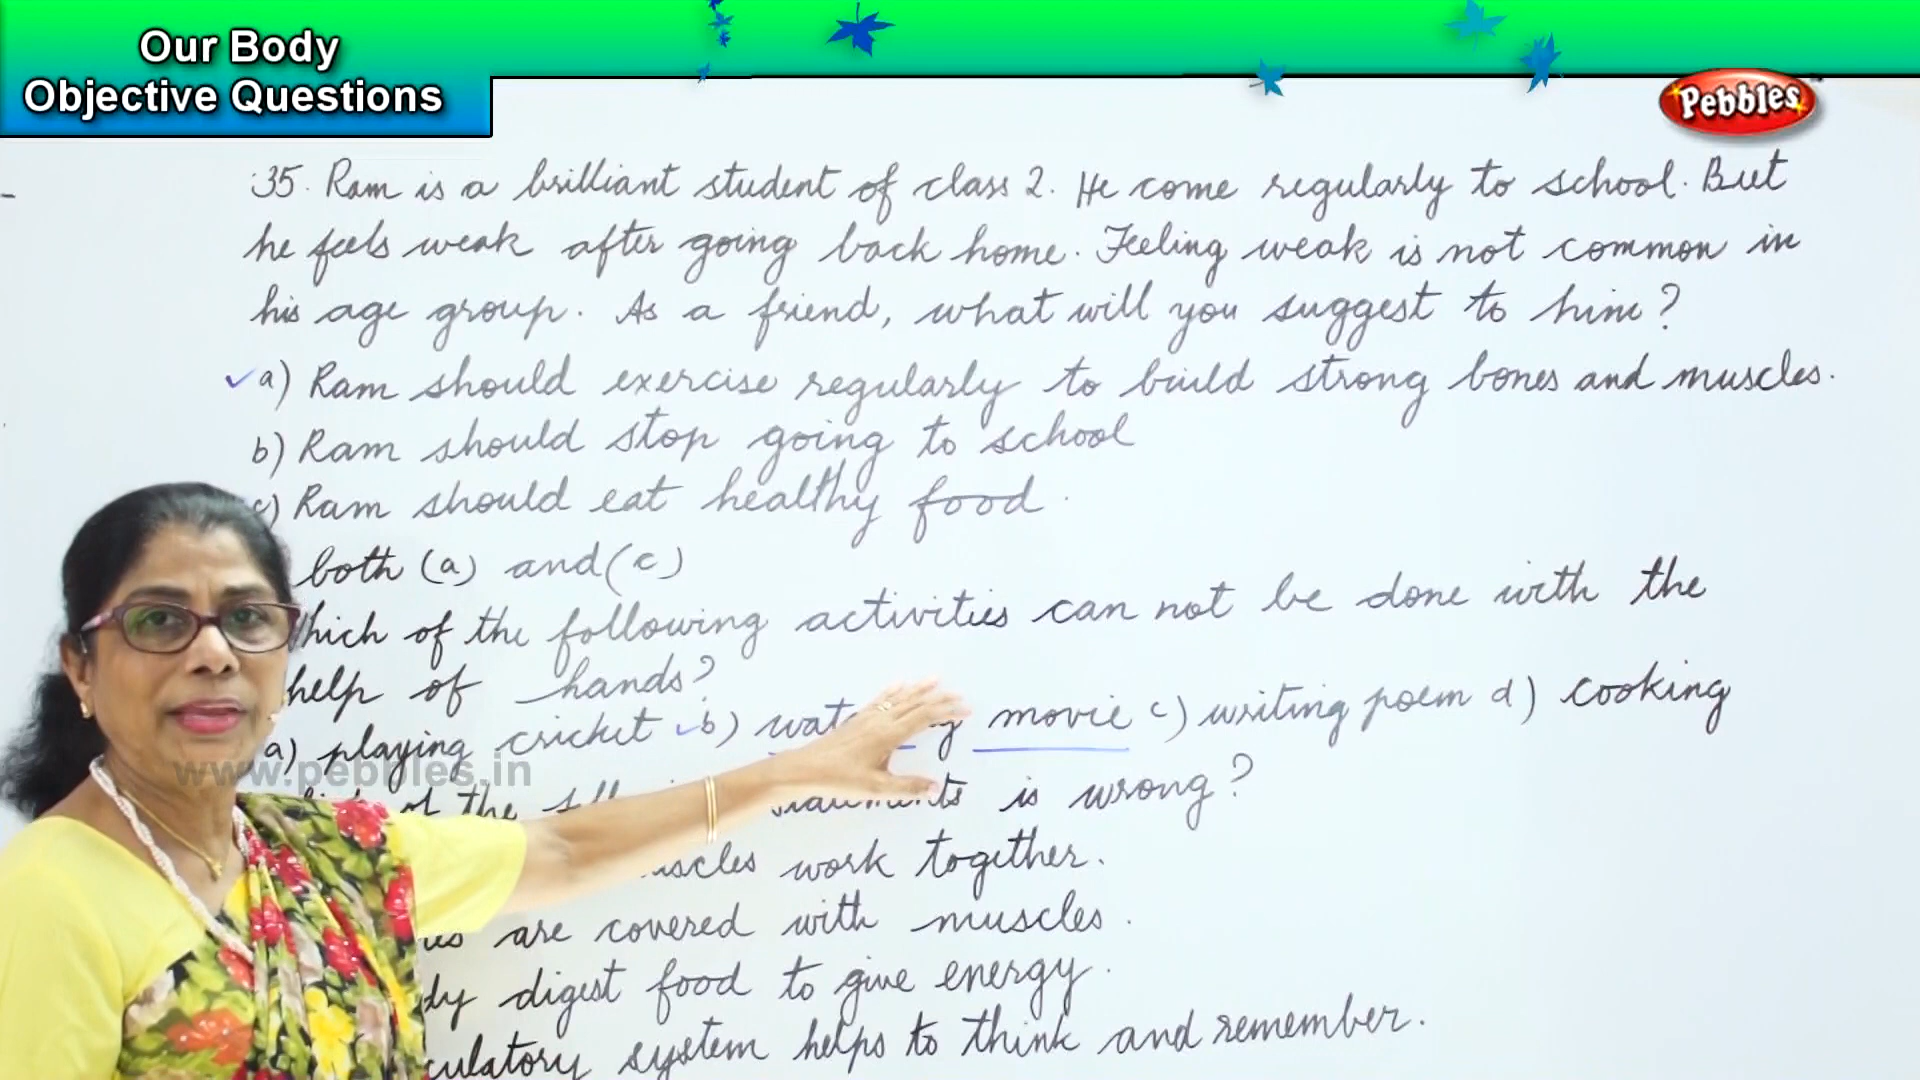 Our Body
Objective Questions
Pebbles
35. Ram is a brilliant student of class 2. He come regularly to school. But
he feels weak after going back home. Feeling weak is not common in
his age group. As a friend, what will you suggest to him?
a) Ram should exercise regularly to build strong bones and muscles.
b) Ram should stop going to school
c) Ram should eat healthy food.
both (a) and (c)
of the following activities can not be done with the
help of hands?
a) playing cricket b) movie c) writing poem d) cooking
of the is wrong?
work together.
are covered with muscles.
digest food to give energy.
system helps to think and remember.
www.pebbles.in